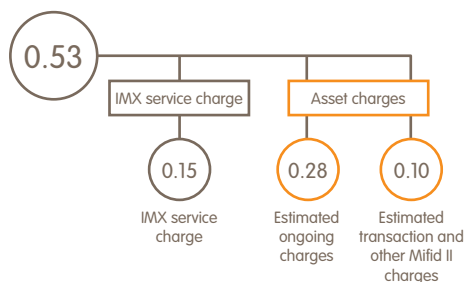 0.53
IMX service charge
Asset charges
0.15
0.28
0.10
IMX service
charge
Estimated
ongoing
charges
Estimated
transaction and
other Mifid II
charges